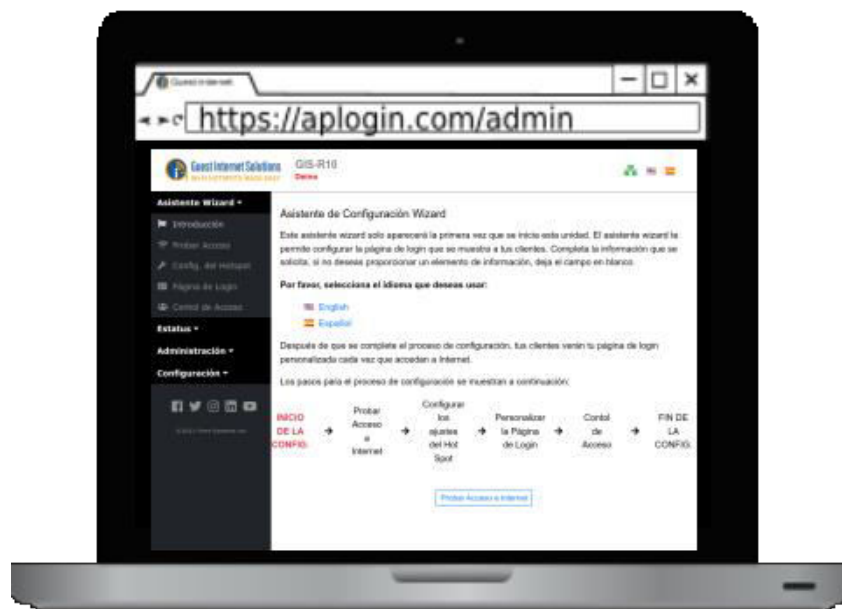 Guest Internet
https://aplogin.com/admin
Guest Internet Solutions
GIS-R10
Demo
Asistente Wizard
Introducción
Probar Acceso
Config. del Hotspot
Página de Login
Contol de Acceso
Estatus
Administración
Configuración
Asistente de Configuración Wizard
Este asistente wizard solo aparecerá la primera vez que se inicie esta unidad. El asistente wizard te
permite configurar la página de login que se muestra a tus clientes. Completa la información que se
solicita, si no deseas proporcionar un elemento de información, deja el campo en blanco.
Por favor, selecciona el idioma que deseas usar:
English
Español
Después de que se complete el proceso de configuración, tus clientes verán tu página de login
personalizada cada vez que accedan a Internet.
Los pasos para el proceso de configuración se muestran a continuación:
INICIO
DE LA
CONFIG.
Probar
Acceso
a
Internet
Configurar
los
ajustes
del Hot
Spot
Personalizar
la Página
de Login
Contol
de
Acceso
FIN DE
LA
CONFIG.
Probar Acceso a Internet